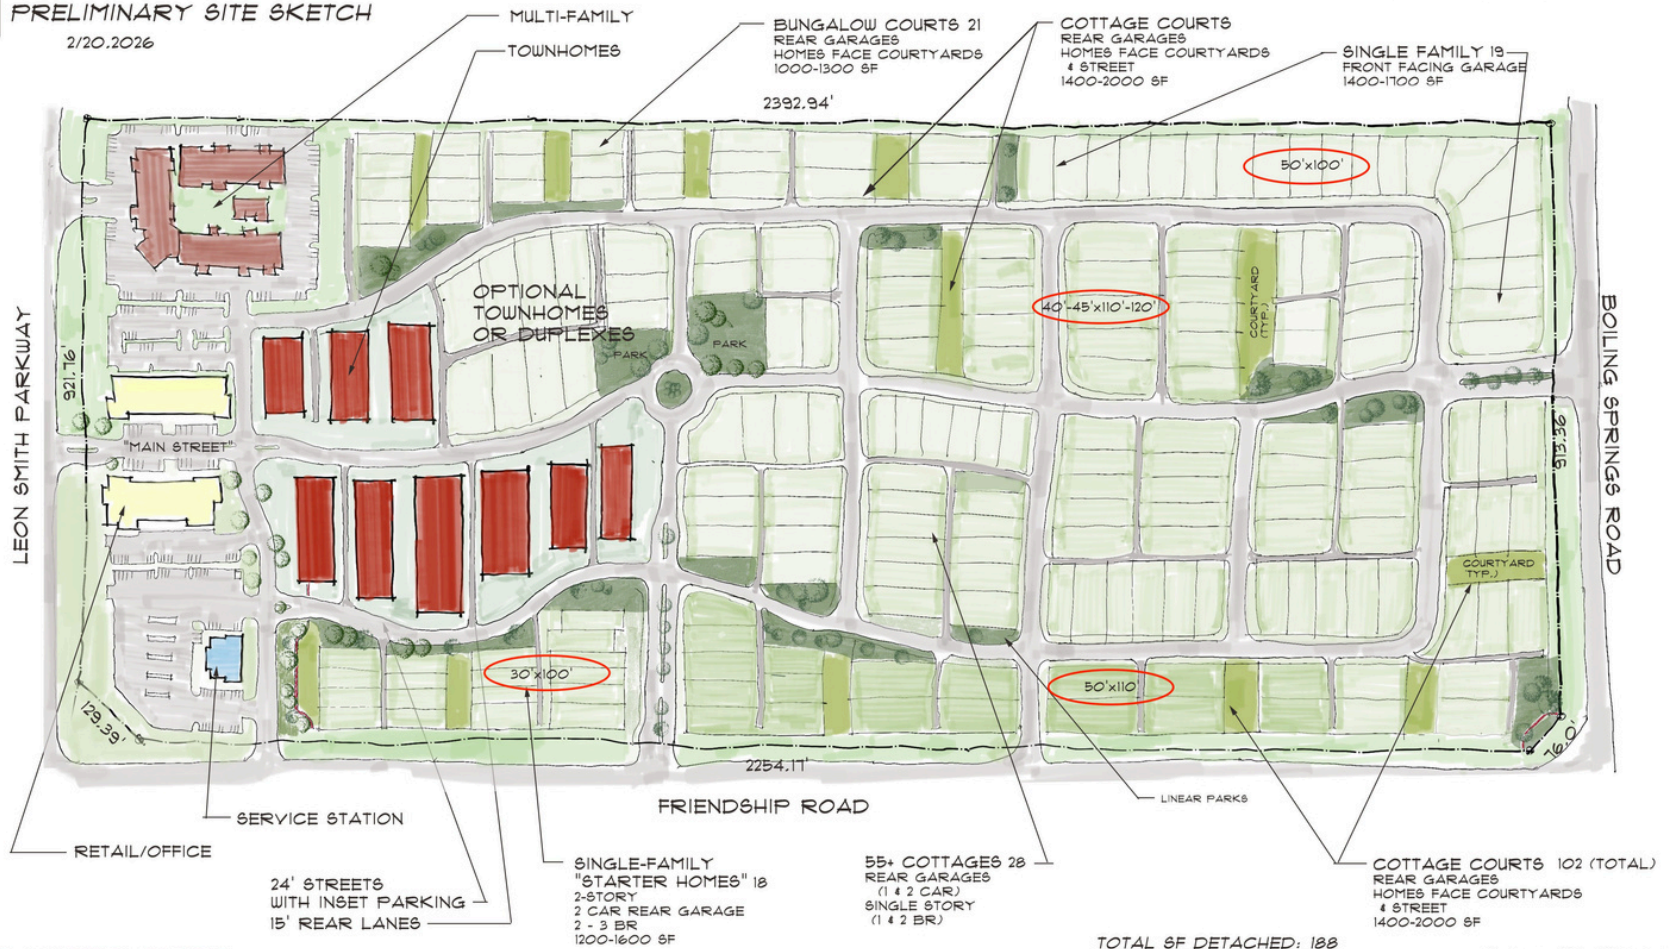 PRELIMINARY SITE SKETCH
2/20.2026
MULTI-FAMILY
TOWNHOMES
BUNGALOW COURTS 21
REAR GARAGES
HOMES FACE COURTYARDS
1000-1300 SF
COTTAGE COURTS
REAR GARAGES
HOMES FACE COURTYARDS
& STREET
1400-2000 SF
SINGLE FAMILY 19
FRONT FACING GARAGE
1400-1700 SF
2392.94'
50'x100'
OPTIONAL
TOWNHOMES
OR DUPLEXES
PARK
PARK
40'-45'x110'-120'
COURTYARD
(TYP.)
LEON SMITH PARKWAY
921.76'
"MAIN STREET"
BOILING SPRINGS ROAD
913.36'
COURTYARD
TYP.)
30'x100'
50'x110'
129.39'
76.0'
2254.17'
FRIENDSHIP ROAD
LINEAR PARKS
SERVICE STATION
RETAIL/OFFICE
24' STREETS
WITH INSET PARKING
15' REAR LANES
SINGLE-FAMILY
"STARTER HOMES" 18
2-STORY
2 CAR REAR GARAGE
2 - 3 BR
1200-1600 SF
55+ COTTAGES 28
REAR GARAGES
(1 & 2 CAR)
SINGLE STORY
(1 & 2 BR)
COTTAGE COURTS 102 (TOTAL)
REAR GARAGES
HOMES FACE COURTYARDS
& STREET
1400-2000 SF
TOTAL SF DETACHED: 188